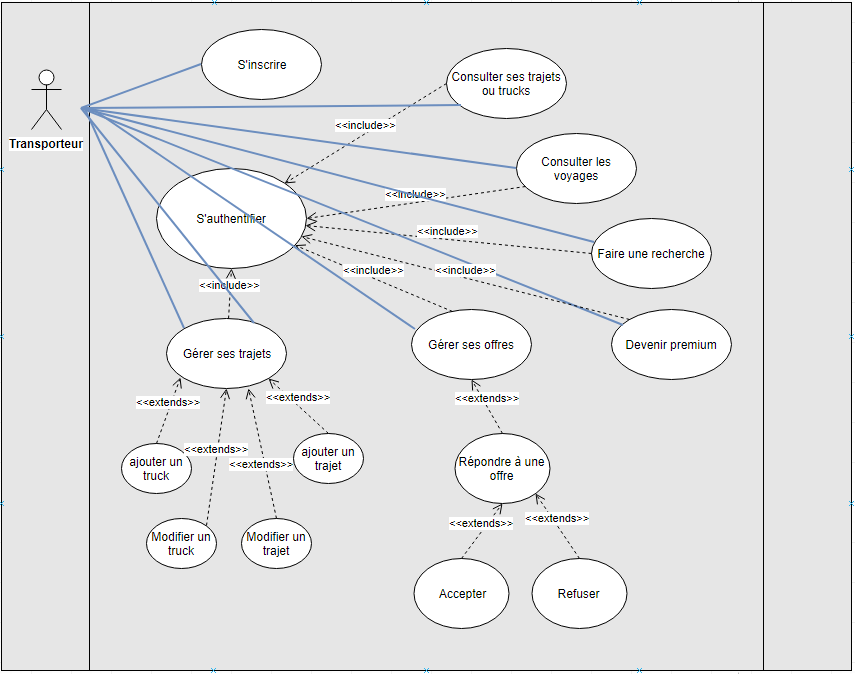 S'inscrire
Consulter ses trajets
ou trucks
<<include>>
Transporteur
Consulter les
voyages
<<include>>
S'authentifier
<<include>>
Faire une recherche
<<include>>
<<include>>
<<include>>
Gérer ses trajets
Gérer ses offres
Devenir premium
<<extends>>
<<extends>>
<<extends>>
<<extends>>
<<extends>>
ajouter un
truck
ajouter un
trajet
Répondre à une
offre
<<extends>>
<<extends>>
Modifier un
truck
Modifier un
trajet
Accepter
Refuser